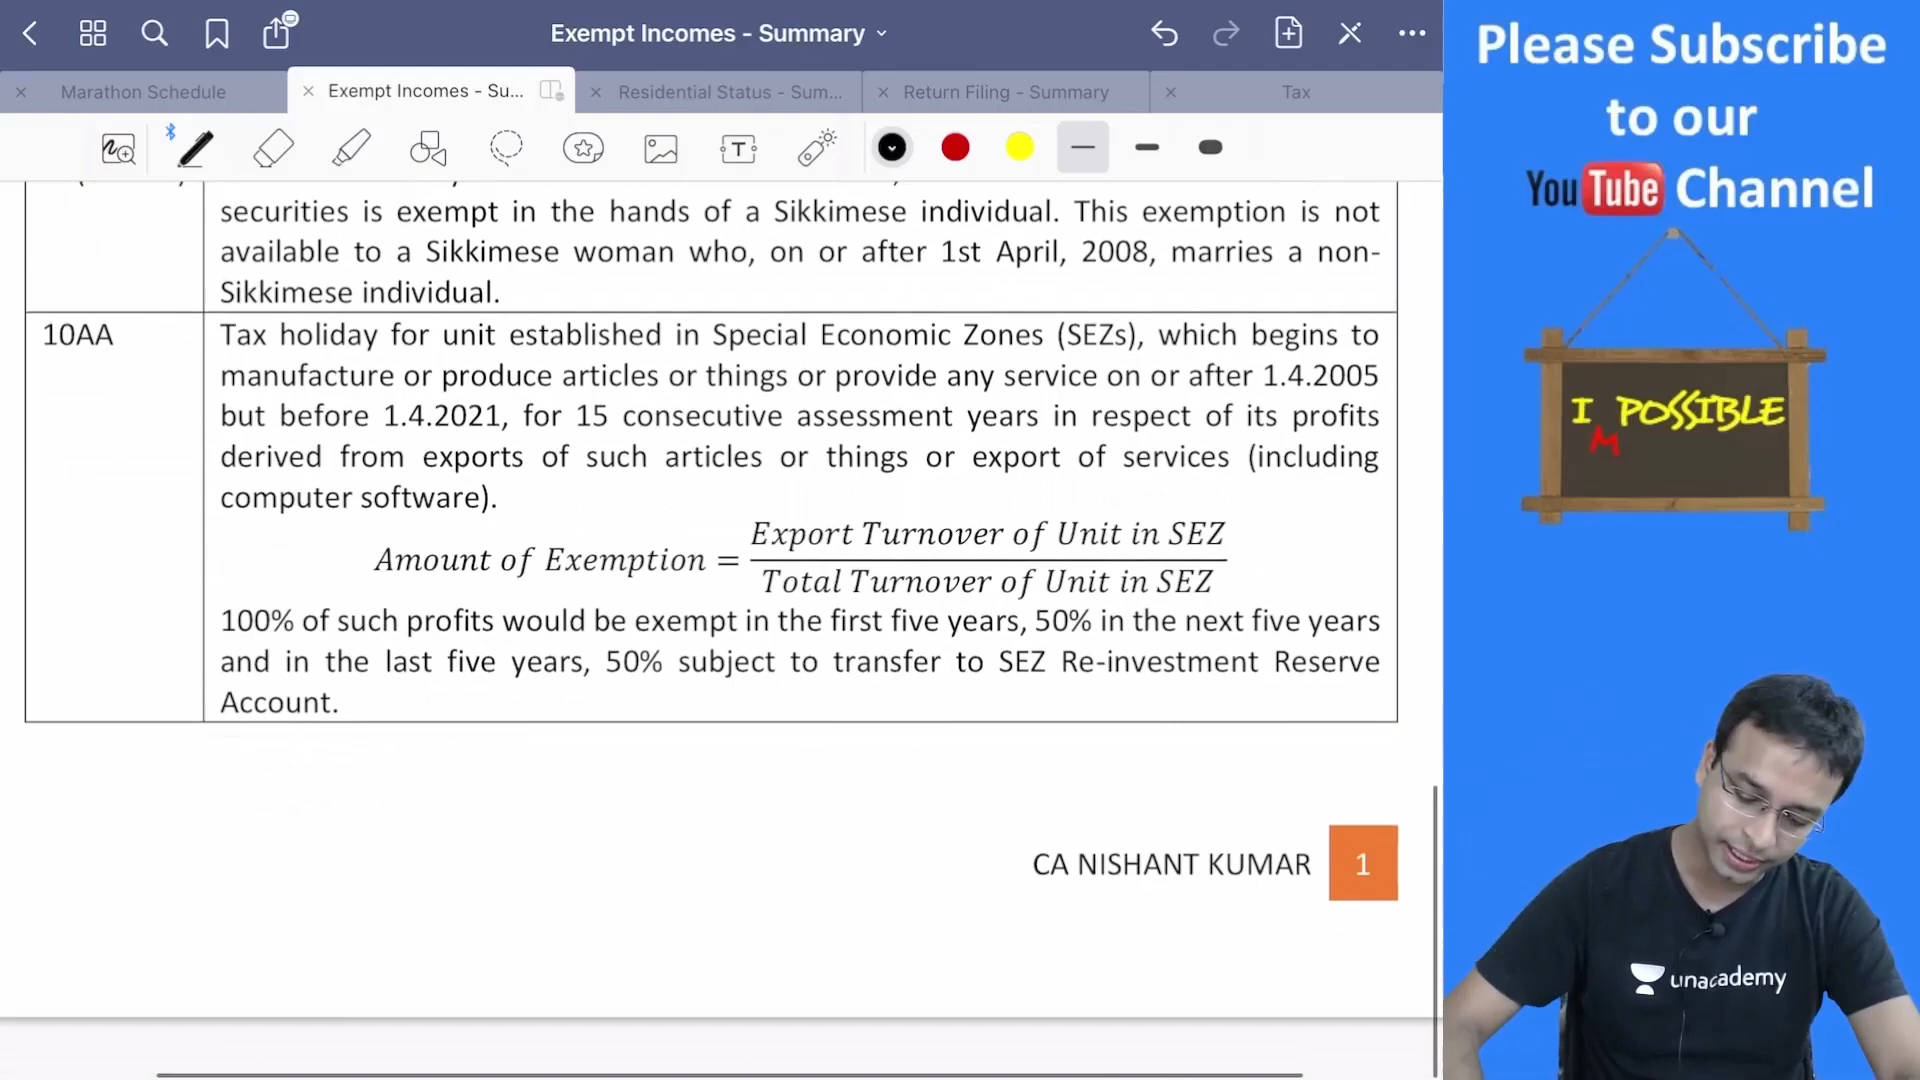 Exempt Incomes - Summary
Please Subscribe
to our
YouTube Channel
Marathon Schedule
Exempt Incomes - Su...
Residential Status - Sum...
Return Filing - Summary
Tax
T
securities is exempt in the hands of a Sikkimese individual. This exemption is not
available to a Sikkimese woman who, on or after 1st April, 2008, marries a non-
Sikkimese individual.
10AA
Tax holiday for unit established in Special Economic Zones (SEZs), which begins to
manufacture or produce articles or things or provide any service on or after 1.4.2005
but before 1.4.2021, for 15 consecutive assessment years in respect of its profits
derived from exports of such articles or things or export of services (including
computer software).
Amount of Exemption = Export Turnover of Unit in SEZ
Total Turnover of Unit in SEZ
100% of such profits would be exempt in the first five years, 50% in the next five years
and in the last five years, 50% subject to transfer to SEZ Re-investment Reserve
Account.
CA NISHANT KUMAR 1
I POSSIBLE
M
unacademy